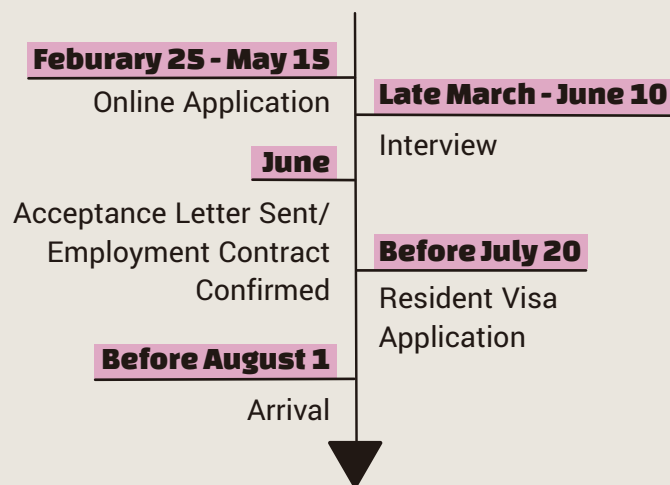 Feburary 25 - May 15
Online Application
Late March - June 10
Interview
June
Acceptance Letter Sent/
Employment Contract
Confirmed
Before July 20
Resident Visa
Application
Before August 1
Arrival